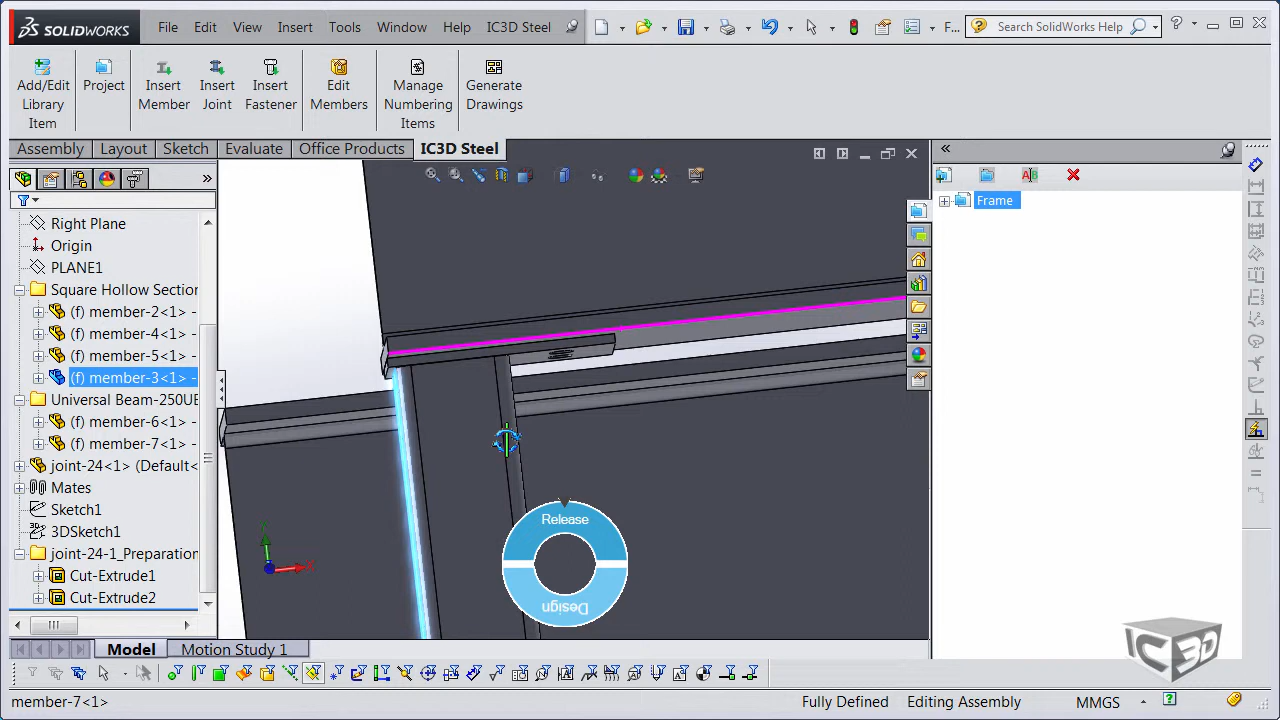 SOLIDWORKS File Edit View Insert Tools Window Help IC3D Steel F... Search SolidWorks Help
Add/Edit Library Item
Project
Insert Member
Insert Joint
Insert Fastener
Edit Members
Manage Numbering Items
Generate Drawings
Assembly Layout Sketch Evaluate Office Products IC3D Steel
Right Plane
Origin
PLANE1
Square Hollow Section
(f) member-2<1> -
(f) member-4<1> -
(f) member-5<1> -
(f) member-3<1> -
Universal Beam-250UB
(f) member-6<1> -
(f) member-7<1> -
joint-24<1> (Default<
Mates
Sketch1
3DSketch1
joint-24-1_Preparation
Cut-Extrude1
Cut-Extrude2
Frame
Y
X
Release
Design
IC3D
Model Motion Study 1
member-7<1> Fully Defined Editing Assembly MMGS